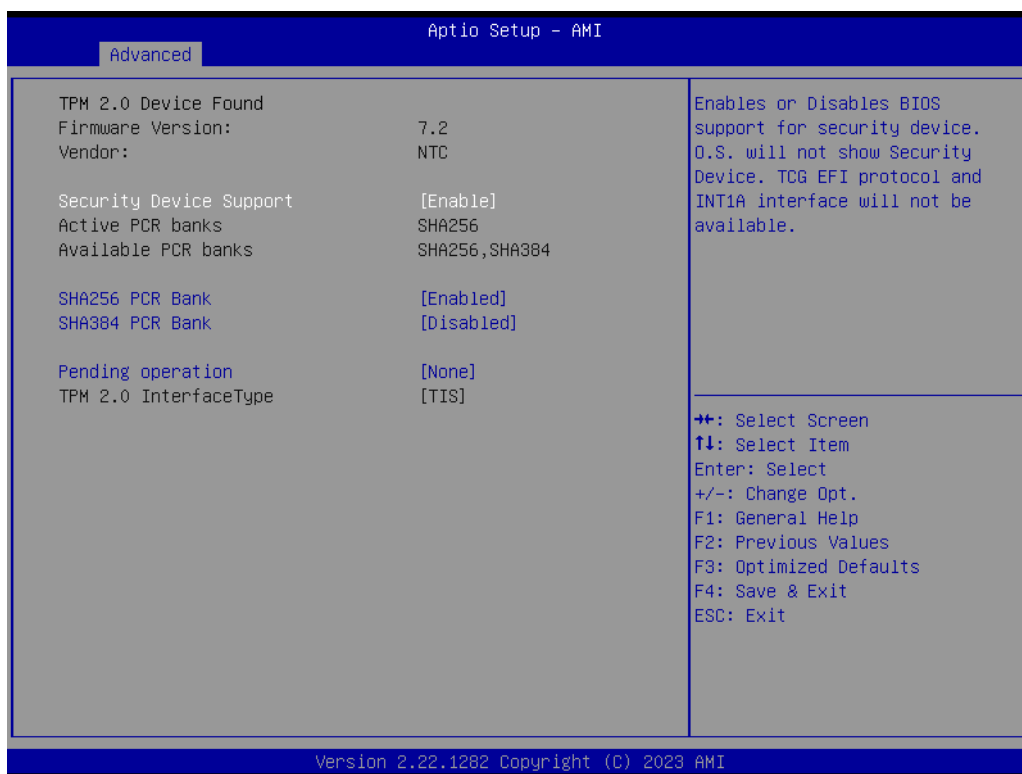 Aptio Setup – AMI
Advanced
TPM 2.0 Device Found
Firmware Version: 7.2
Vendor: NTC
Security Device Support [Enable]
Active PCR banks SHA256
Available PCR banks SHA256,SHA384
SHA256 PCR Bank [Enabled]
SHA384 PCR Bank [Disabled]
Pending operation [None]
TPM 2.0 InterfaceType [TIS]
Enables or Disables BIOS
support for security device.
O.S. will not show Security
Device. TCG EFI protocol and
INT1A interface will not be
available.
→←: Select Screen
↑↓: Select Item
Enter: Select
+/-: Change Opt.
F1: General Help
F2: Previous Values
F3: Optimized Defaults
F4: Save & Exit
ESC: Exit
Version 2.22.1282 Copyright (C) 2023 AMI